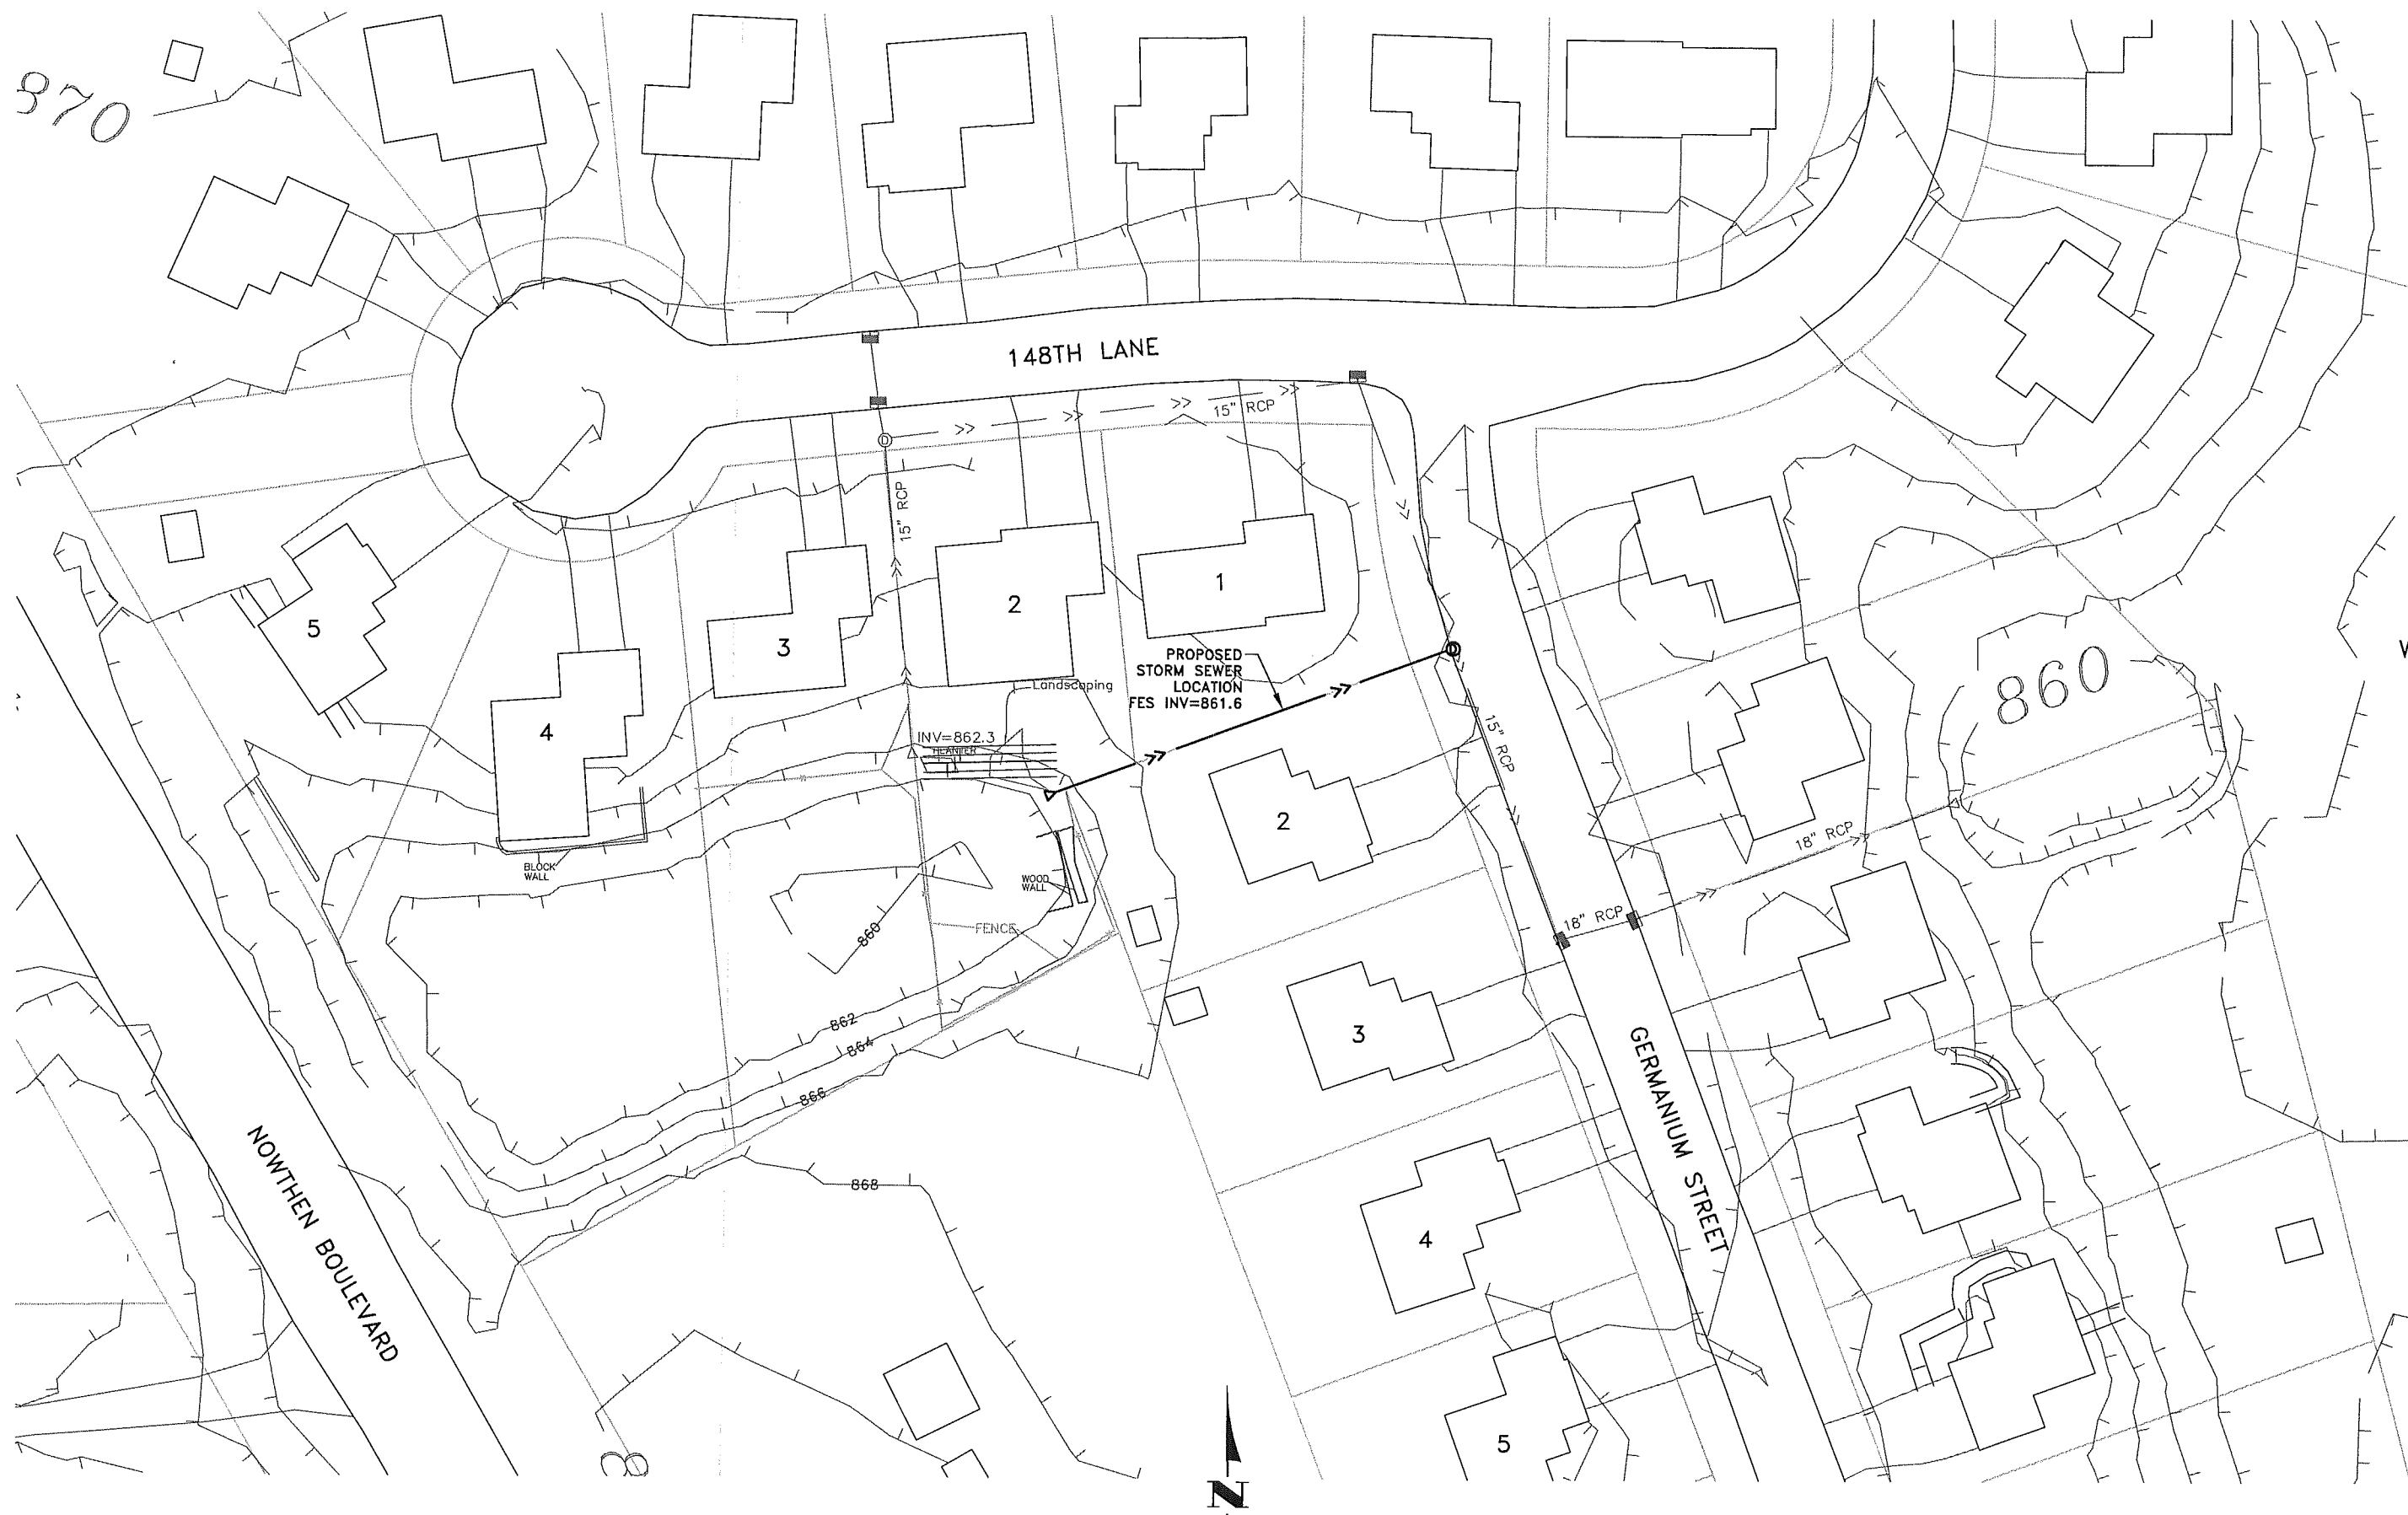 870
148TH LANE
15" RCP
15" RCP
1
2
3
5
4
PROPOSED
STORM SEWER
LOCATION
FES INV=861.6
Landscaping
INV=862.3
PLANTER
860
15" RCP
2
18" RCP
BLOCK
WALL
WOOD
WALL
860
FENCE
18" RCP
862
864
3
866
GERMANIUM STREET
868
NOWTHEN BOULEVARD
4
5
N